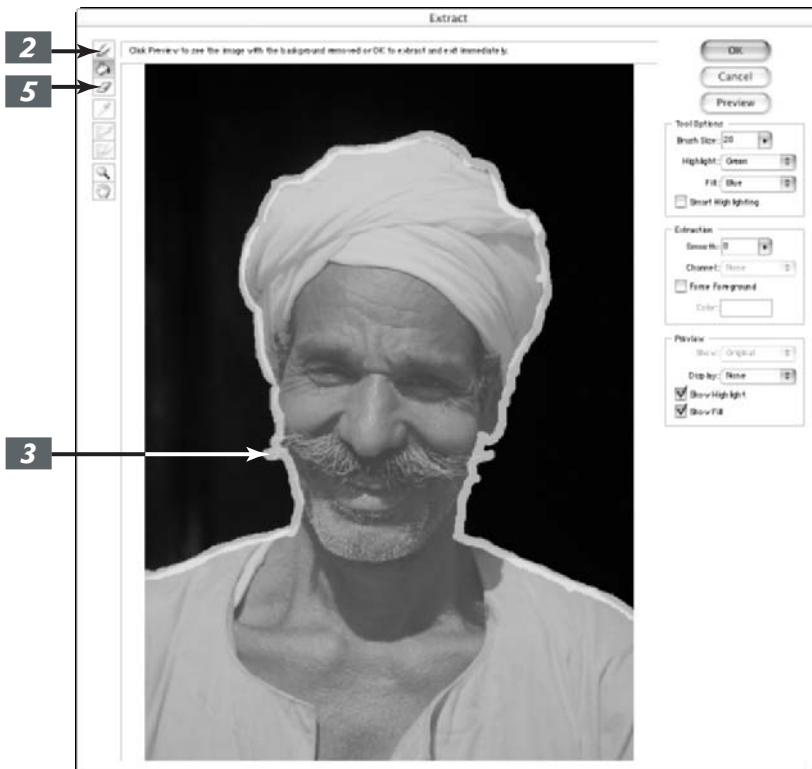 Extract
2
Click Preview to see the image with the background removed or OK to extract and exit immediately.
5
3
OK
Cancel
Preview
Tool Options
Brush Size: 20
Highlight: Green
Fill: Blue
Smart Highlighting
Extraction
Smooth: 0
Channel: None
Force Foreground
Color:
Preview
Show: Original
Display: None
Show Highlight
Show Fill